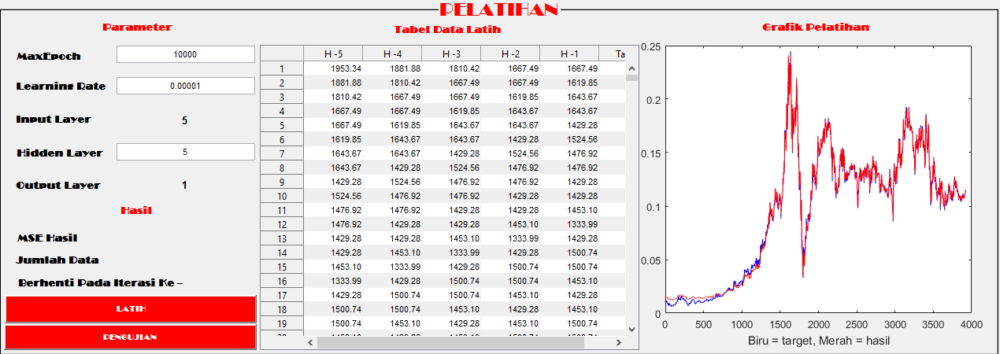 PELATIHAN
Parameter
MaxEpoch 10000
Learning Rate 0.00001
Input Layer 5
Hidden Layer 5
Output Layer 1
Hasil
MSE Hasil
Jumlah Data
Berhenti Pada Iterasi Ke -
LATIH
PENGUJIAN
Tabel Data Latih
H -5 H -4 H -3 H -2 H -1 Ta
1 1953.34 1881.88 1810.42 1667.49 1667.49
2 1881.88 1810.42 1667.49 1667.49 1619.85
3 1810.42 1667.49 1667.49 1619.85 1643.67
4 1667.49 1667.49 1619.85 1643.67 1643.67
5 1667.49 1619.85 1643.67 1643.67 1429.28
6 1619.85 1643.67 1643.67 1429.28 1524.56
7 1643.67 1643.67 1429.28 1524.56 1476.92
8 1643.67 1429.28 1524.56 1476.92 1476.92
9 1429.28 1524.56 1476.92 1476.92 1429.28
10 1524.56 1476.92 1476.92 1429.28 1429.28
11 1476.92 1476.92 1429.28 1429.28 1453.10
12 1476.92 1429.28 1429.28 1453.10 1333.99
13 1429.28 1429.28 1453.10 1333.99 1429.28
14 1429.28 1453.10 1333.99 1429.28 1500.74
15 1453.10 1333.99 1429.28 1500.74 1500.74
16 1333.99 1429.28 1500.74 1500.74 1453.10
17 1429.28 1500.74 1500.74 1453.10 1429.28
18 1500.74 1500.74 1453.10 1429.28 1453.10
19 1500.74 1453.10 1429.28 1453.10 1500.74
Grafik Pelatihan
0.25
0.2
0.15
0.1
0.05
0
0 500 1000 1500 2000 2500 3000 3500 4000
Biru = target, Merah = hasil